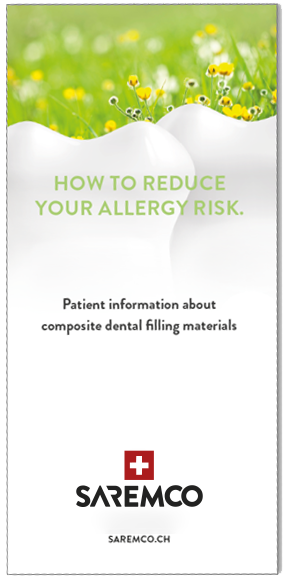 HOW TO REDUCE
YOUR ALLERGY RISK.
Patient information about
composite dental filling materials
SAREMCO
SAREMCO.CH